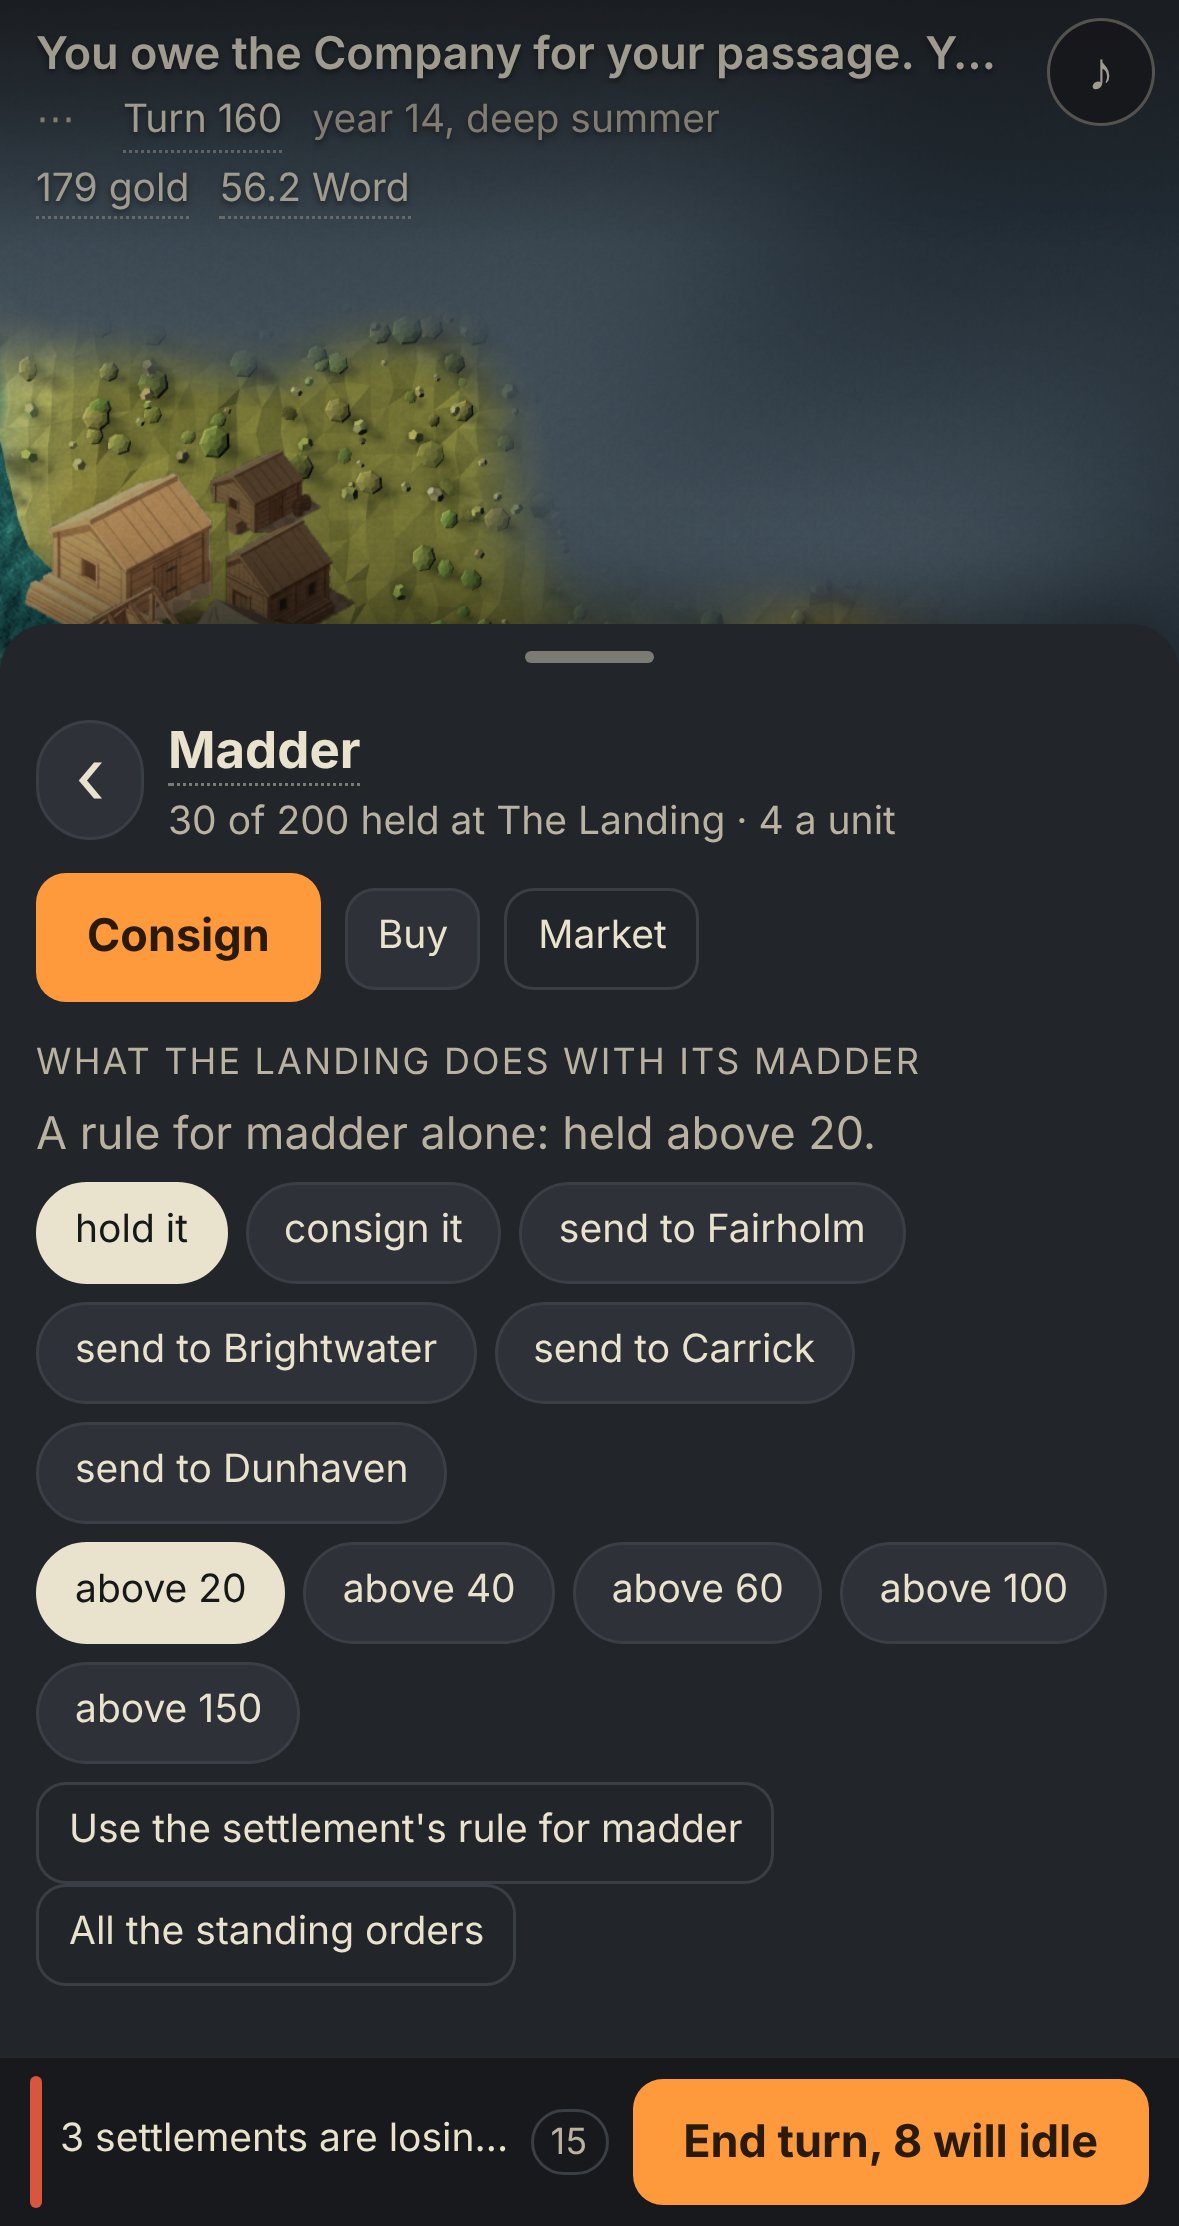 You owe the Company for your passage. Y...
... Turn 160 year 14, deep summer
179 gold 56.2 Word
Madder
30 of 200 held at The Landing · 4 a unit
Consign Buy Market
WHAT THE LANDING DOES WITH ITS MADDER
A rule for madder alone: held above 20.
hold it consign it send to Fairholm
send to Brightwater send to Carrick
send to Dunhaven
above 20 above 40 above 60 above 100
above 150
Use the settlement's rule for madder
All the standing orders
3 settlements are losin... 15 End turn, 8 will idle